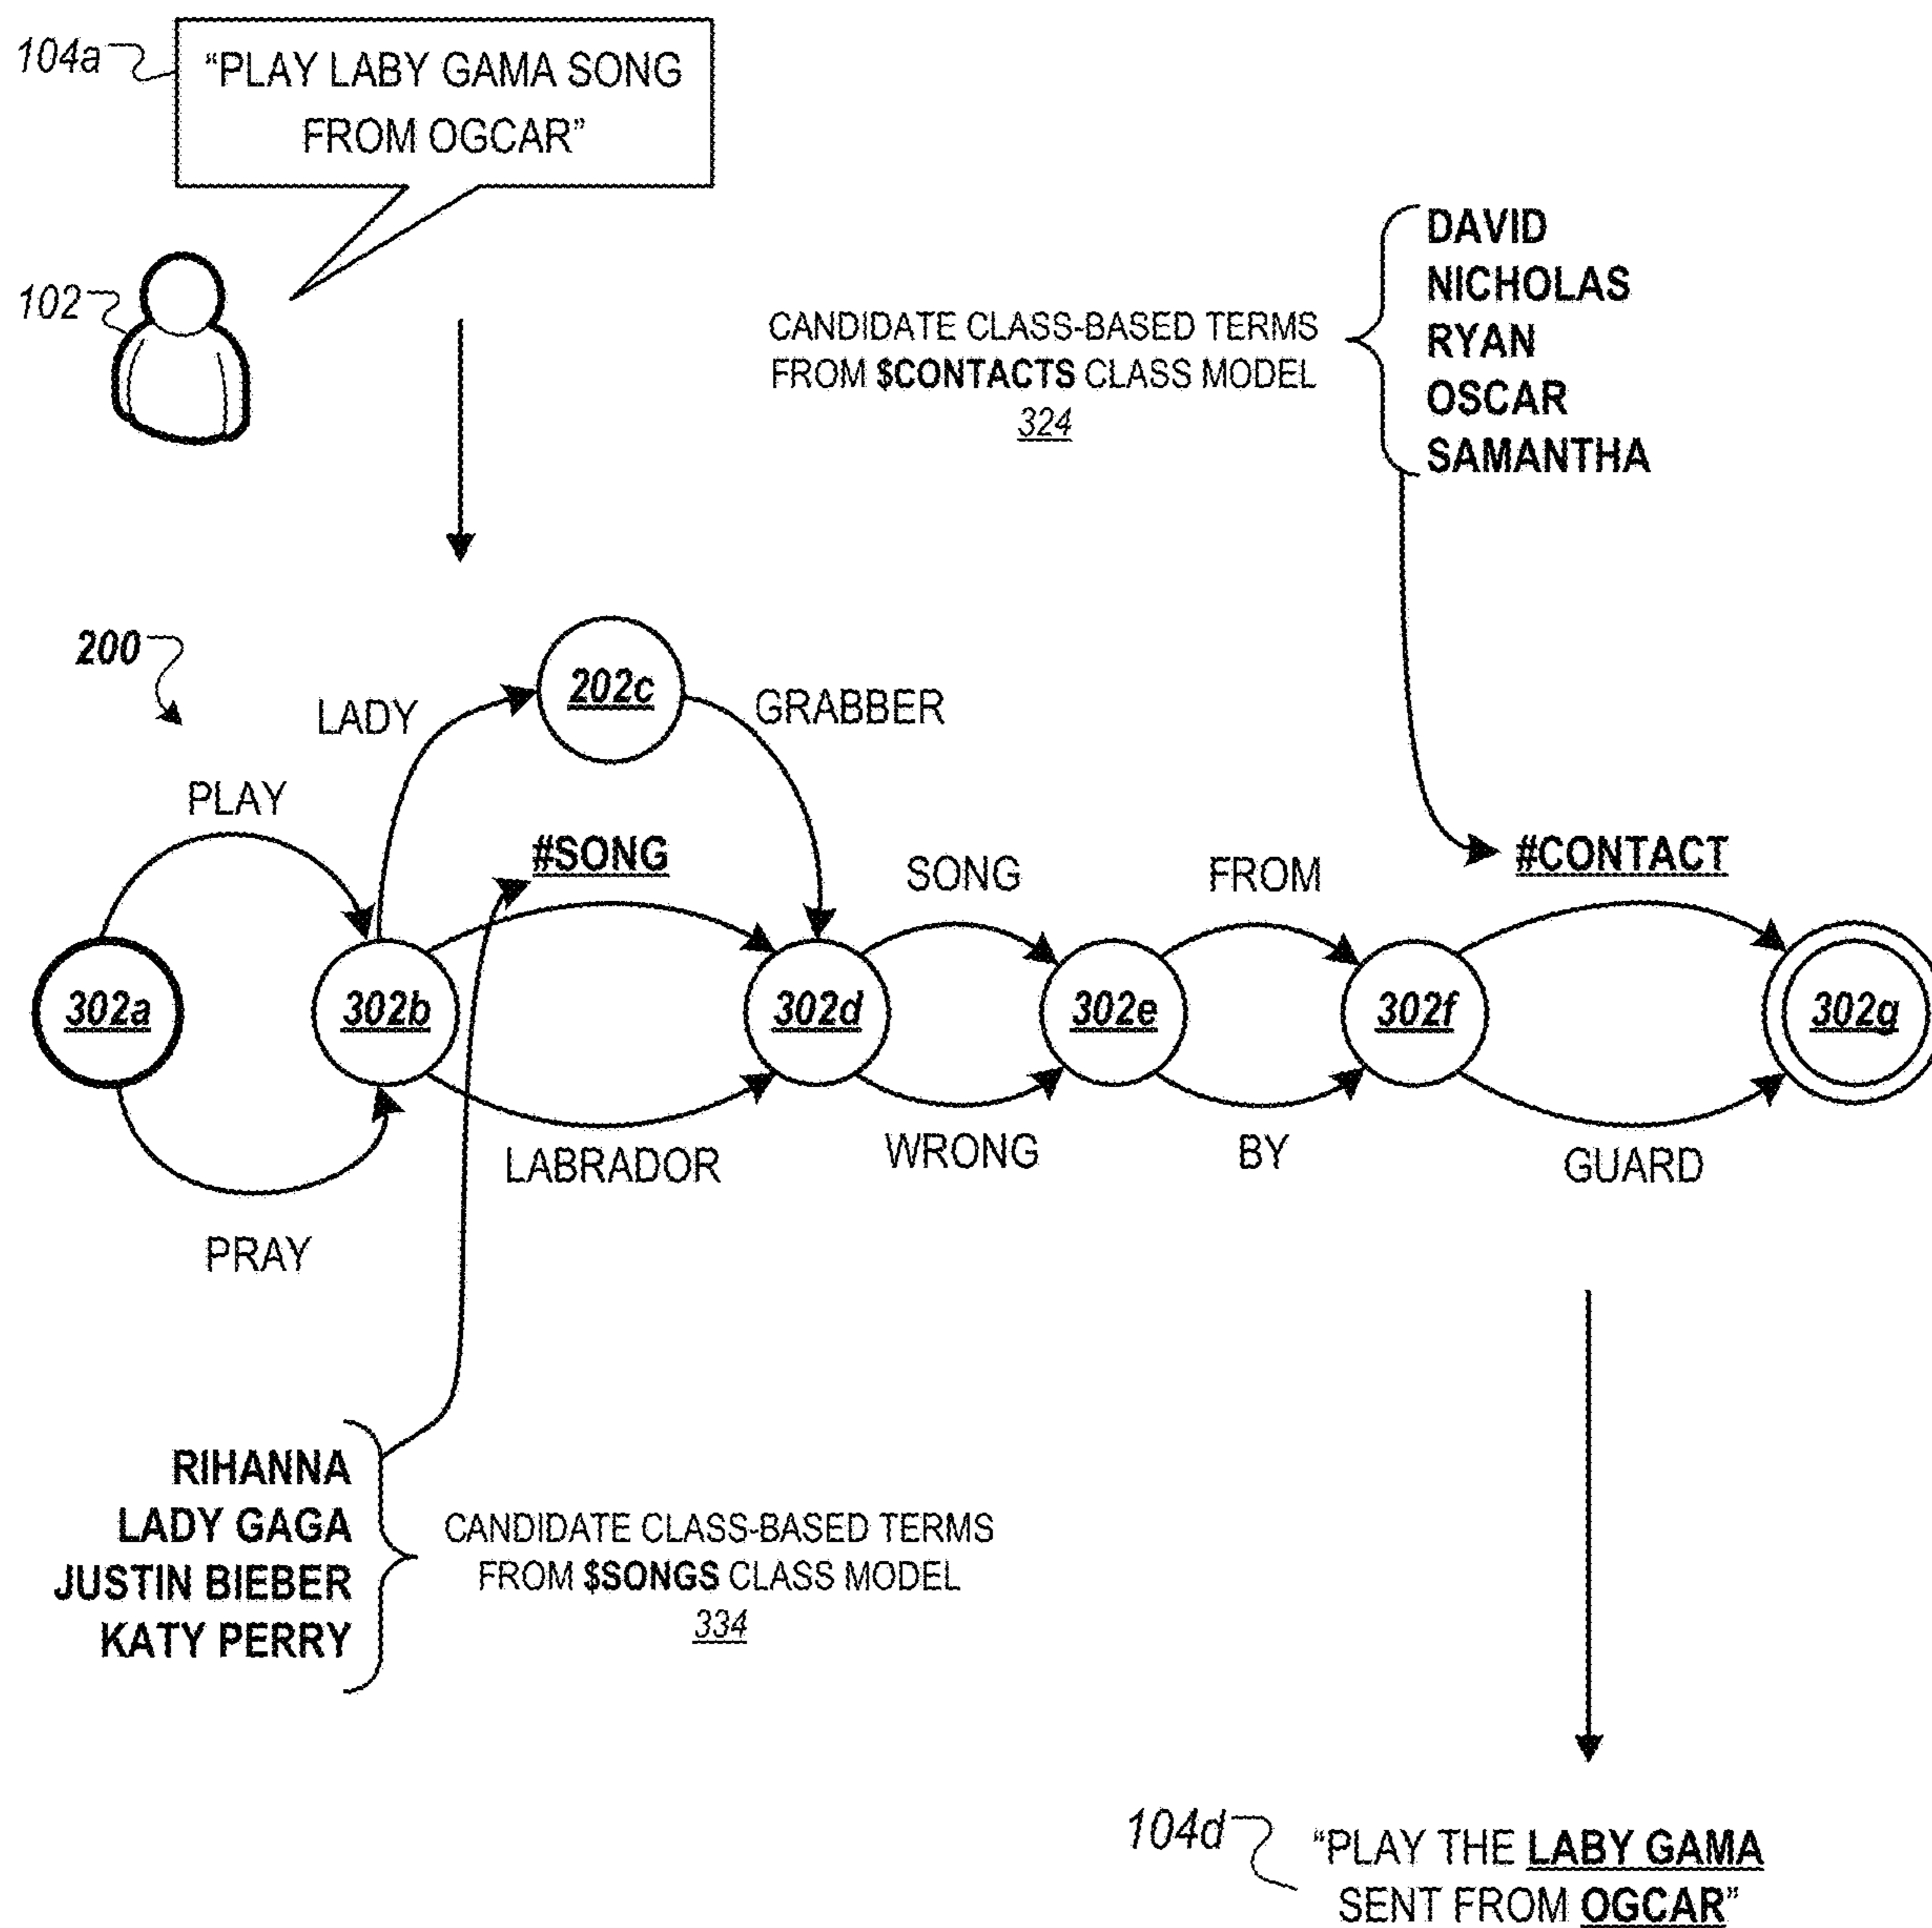 104a
“PLAY LABY GAMA SONG
FROM OGCAR”
102
CANDIDATE CLASS-BASED TERMS
FROM $CONTACTS CLASS MODEL
324
DAVID
NICHOLAS
RYAN
OSCAR
SAMANTHA
200
LADY
202c
GRABBER
PLAY
#SONG
SONG
FROM
#CONTACT
302a
302b
302d
302e
302f
302g
PRAY
LABRADOR
WRONG
BY
GUARD
RIHANNA
LADY GAGA
JUSTIN BIEBER
KATY PERRY
CANDIDATE CLASS-BASED TERMS
FROM $SONGS CLASS MODEL
334
104d
“PLAY THE LABY GAMA
SENT FROM OGCAR”